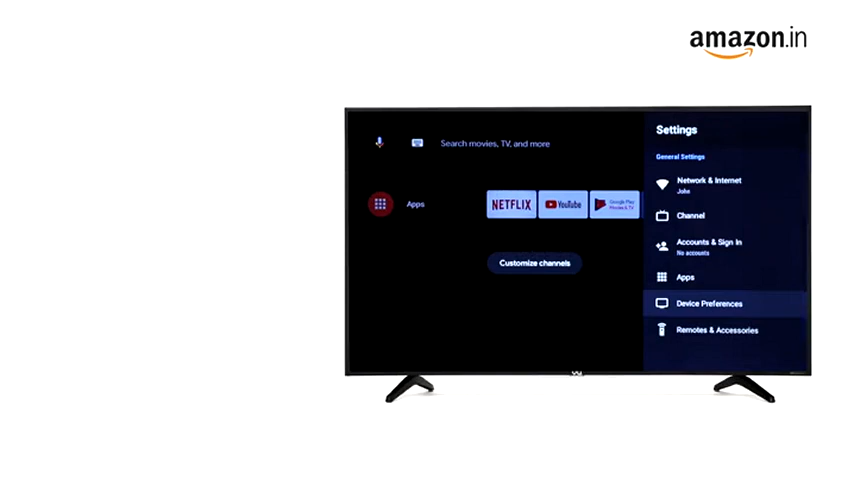 amazon.in
Settings
Search movies, TV, and more
General Settings
Network & Internet
John
Apps
NETFLIX
YouTube
Google Play
Movies & TV
Channel
Accounts & Sign In
No accounts
Customize channels
Apps
Device Preferences
Remotes & Accessories
VU